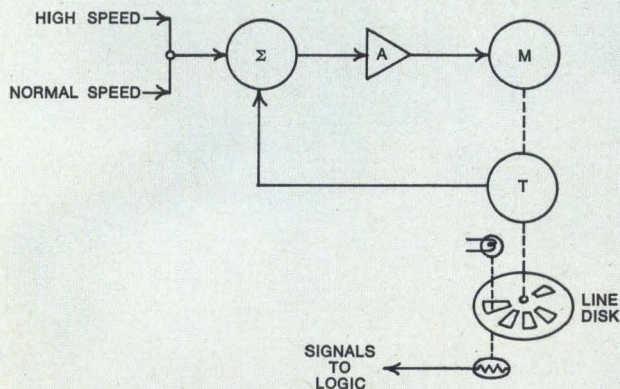 HIGH SPEED
Σ
A
M
NORMAL SPEED
T
LINE
DISK
SIGNALS
TO
LOGIC